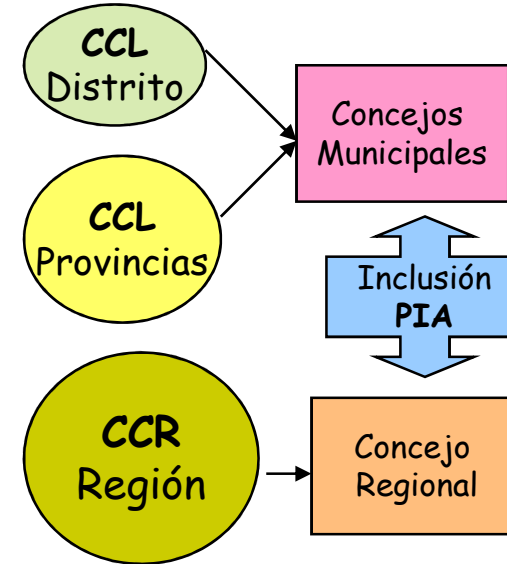 CCL
Distrito
Concejos
Municipales
CCL
Provincias
Inclusión
PIA
CCR
Región
Concejo
Regional